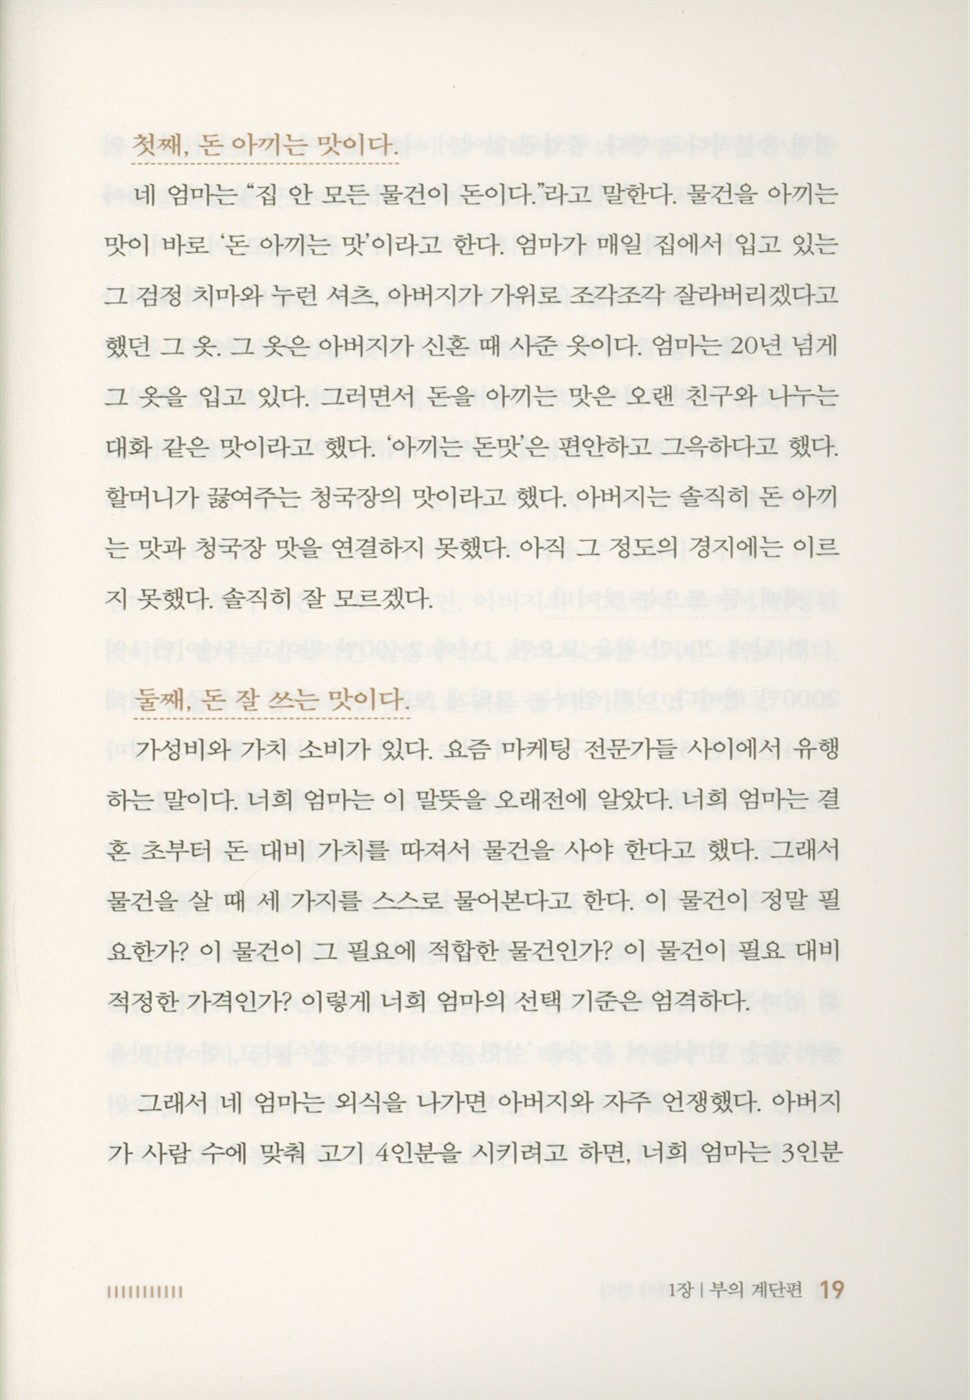 첫째, 돈 아끼는 맛이다.
네 엄마는 “집 안 모든 물건이 돈이다.”라고 말한다. 물건을 아끼는
맛이 바로 ‘돈 아끼는 맛’이라고 한다. 엄마가 매일 집에서 입고 있는
그 검정 치마와 누런 셔츠, 아버지가 가위로 조각조각 잘라버리겠다고
했던 그 옷. 그 옷은 아버지가 신혼 때 사준 옷이다. 엄마는 20년 넘게
그 옷을 입고 있다. 그러면서 돈을 아끼는 맛은 오랜 친구와 나누는
대화 같은 맛이라고 했다. ‘아끼는 돈맛’은 편안하고 그윽하다고 했다.
할머니가 끓여주는 청국장의 맛이라고 했다. 아버지는 솔직히 돈 아끼
는 맛과 청국장 맛을 연결하지 못했다. 아직 그 정도의 경지에는 이르
지 못했다. 솔직히 잘 모르겠다.
둘째, 돈 잘 쓰는 맛이다.
가성비와 가치 소비가 있다. 요즘 마케팅 전문가들 사이에서 유행
하는 말이다. 너희 엄마는 이 말뜻을 오래전에 알았다. 너희 엄마는 결
혼 초부터 돈 대비 가치를 따져서 물건을 사야 한다고 했다. 그래서
물건을 살 때 세 가지를 스스로 물어본다고 한다. 이 물건이 정말 필
요한가? 이 물건이 그 필요에 적합한 물건인가? 이 물건이 필요 대비
적정한 가격인가? 이렇게 너희 엄마의 선택 기준은 엄격하다.
그래서 네 엄마는 외식을 나가면 아버지와 자주 언쟁했다. 아버지
가 사람 수에 맞춰 고기 4인분을 시키려고 하면, 너희 엄마는 3인분
1장 | 부의 계단편 19